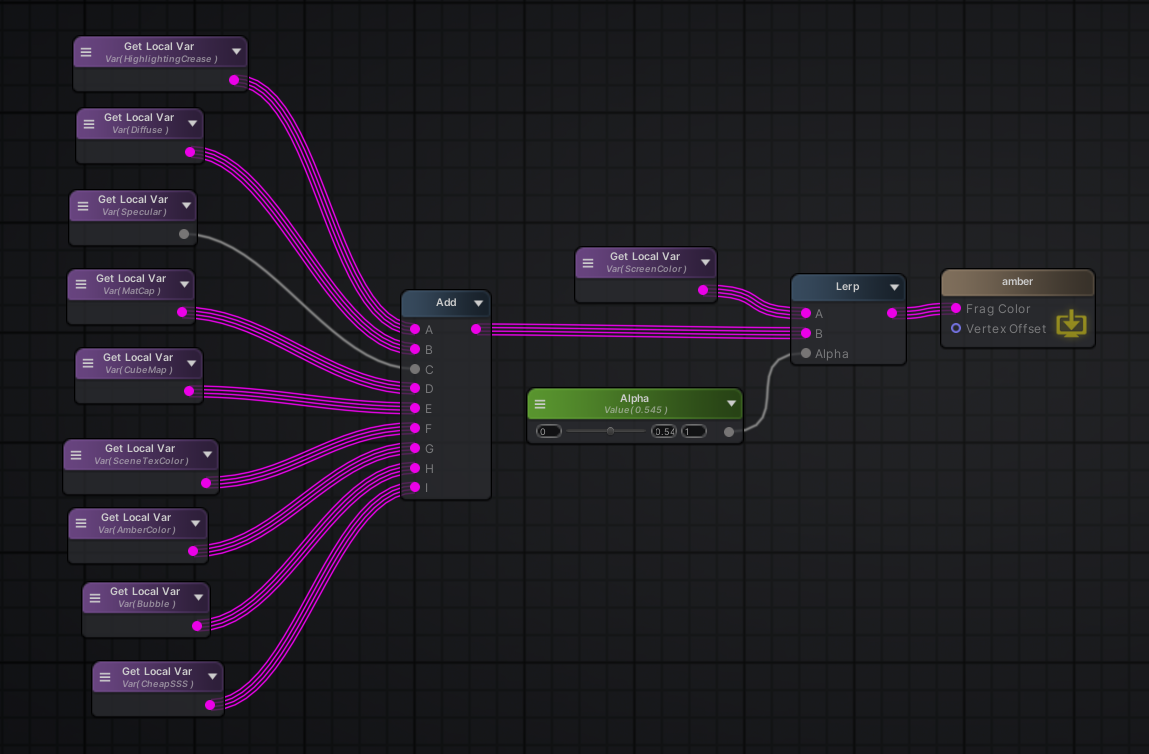 Get Local Var
Var( HighlightingCrease )
Get Local Var
Var( Diffuse )
Get Local Var
Var( Specular )
Get Local Var
Var( MatCap )
Get Local Var
Var( CubeMap )
Get Local Var
Var( SceneTexColor )
Get Local Var
Var( AmberColor )
Get Local Var
Var( Bubble )
Get Local Var
Var( CheapSSS )
Add
A
B
C
D
E
F
G
H
I
Get Local Var
Var( ScreenColor )
Alpha
Value( 0.545 )
0
0.54
1
Lerp
A
B
Alpha
amber
Frag Color
Vertex Offset